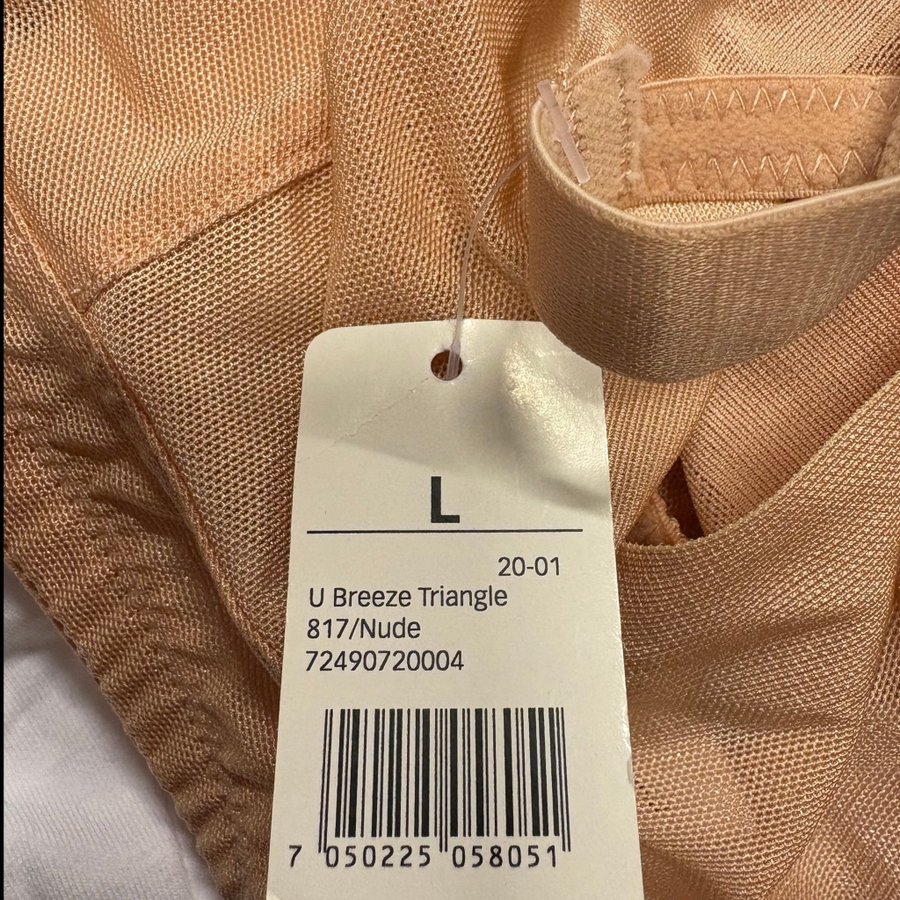 L
20-01
U Breeze Triangle
817/Nude
72490720004
7 050225 058051